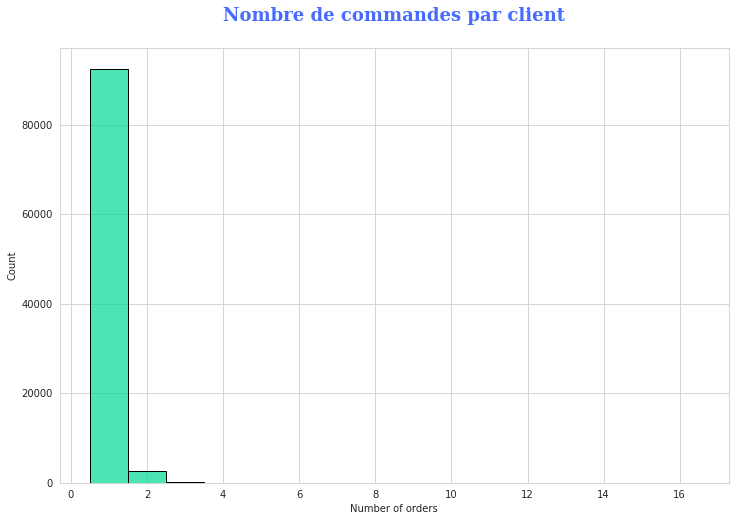 Nombre de commandes par client
Count
80000
60000
40000
20000
0
0 2 4 6 8 10 12 14 16
Number of orders